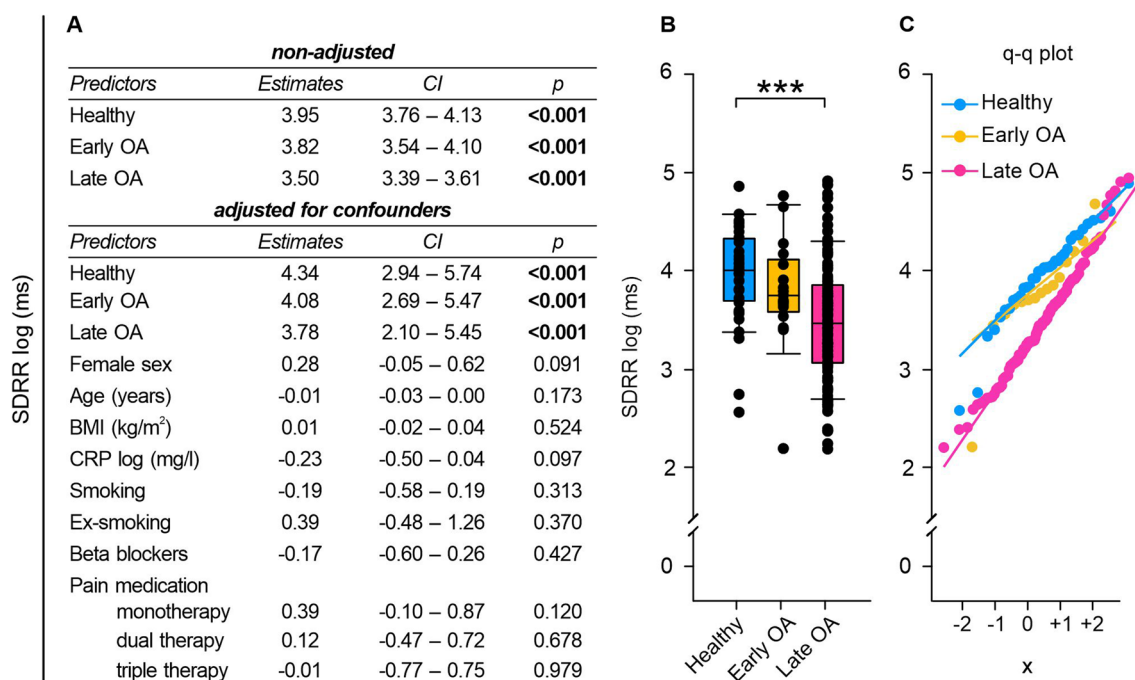 SDRR log (ms)
A
non-adjusted
Predictors Estimates CI p
Healthy 3.95 3.76 – 4.13 <0.001
Early OA 3.82 3.54 – 4.10 <0.001
Late OA 3.50 3.39 – 3.61 <0.001
adjusted for confounders
Predictors Estimates CI p
Healthy 4.34 2.94 – 5.74 <0.001
Early OA 4.08 2.69 – 5.47 <0.001
Late OA 3.78 2.10 – 5.45 <0.001
Female sex 0.28 -0.05 – 0.62 0.091
Age (years) -0.01 -0.03 – 0.00 0.173
BMI (kg/m²) 0.01 -0.02 – 0.04 0.524
CRP log (mg/l) -0.23 -0.50 – 0.04 0.097
Smoking -0.19 -0.58 – 0.19 0.313
Ex-smoking 0.39 -0.48 – 1.26 0.370
Beta blockers -0.17 -0.60 – 0.26 0.427
Pain medication
monotherapy 0.39 -0.10 – 0.87 0.120
dual therapy 0.12 -0.47 – 0.72 0.678
triple therapy -0.01 -0.77 – 0.75 0.979
B
SDRR log (ms)
6
5
4
3
2
0
***
Healthy
Early OA
Late OA
C
q-q plot
6
5
4
3
2
0
Healthy
Early OA
Late OA
-2 -1 0 +1 +2
x